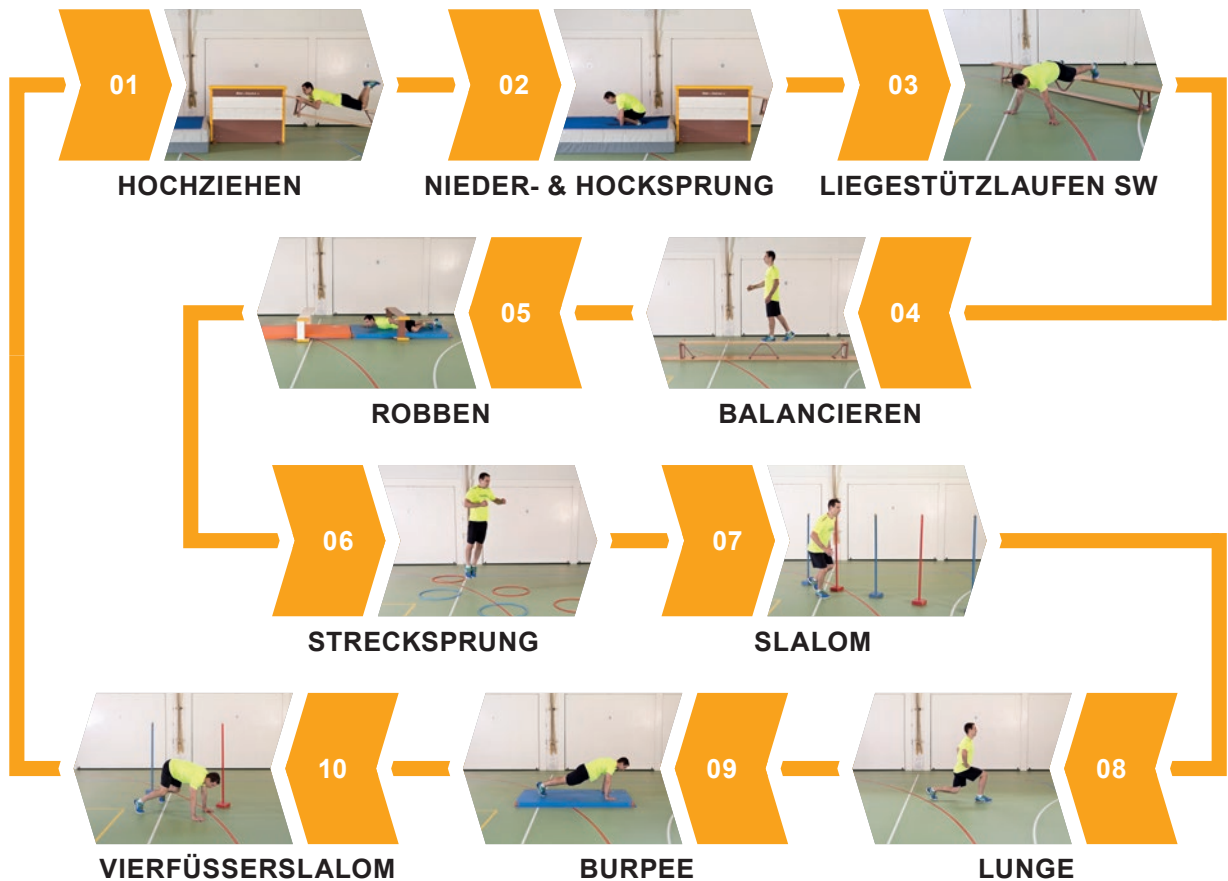 01
HOCHZIEHEN
02
NIEDER- & HOCKSPRUNG
03
LIEGESTÜTZLAUFEN SW
04
BALANCIEREN
05
ROBBEN
06
STRECKSPRUNG
07
SLALOM
08
LUNGE
09
BURPEE
10
VIERFÜSSERSLALOM